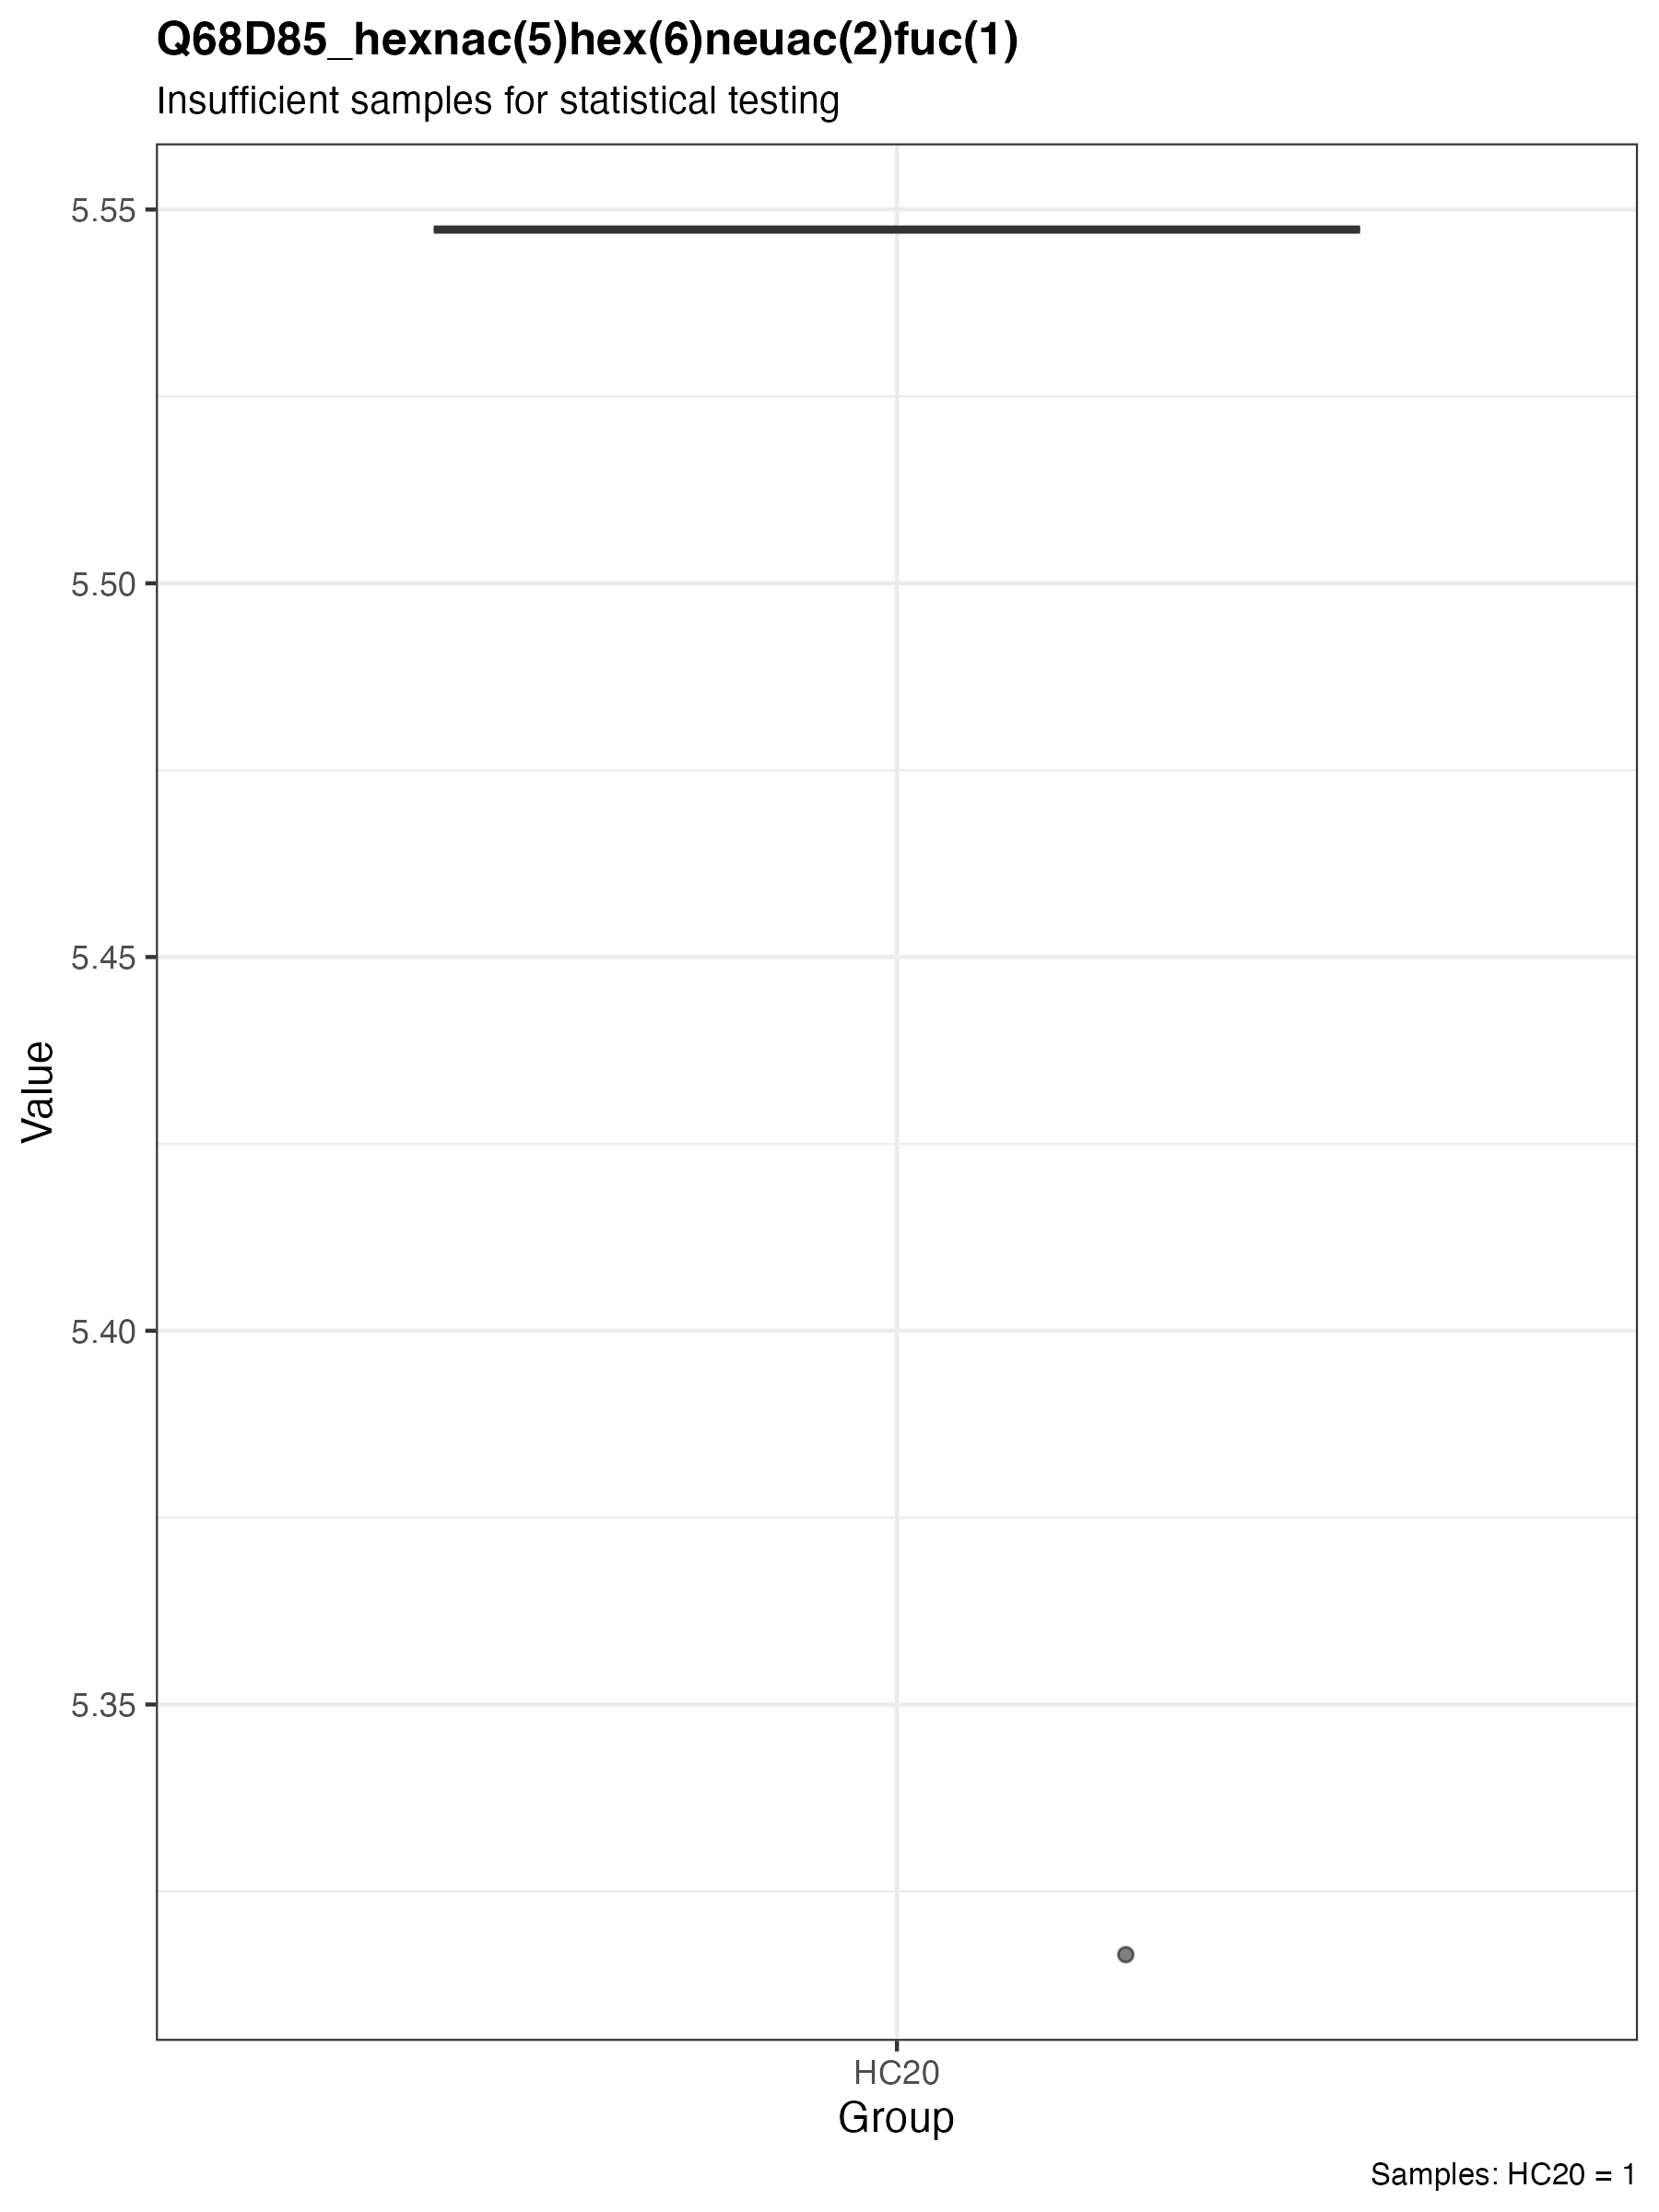 Q68D85_hexnac(5)hex(6)neuac(2)fuc(1)
Insufficient samples for statistical testing
5.55
5.50
5.45
5.40
5.35
Value
HC20
Group
Samples: HC20 = 1